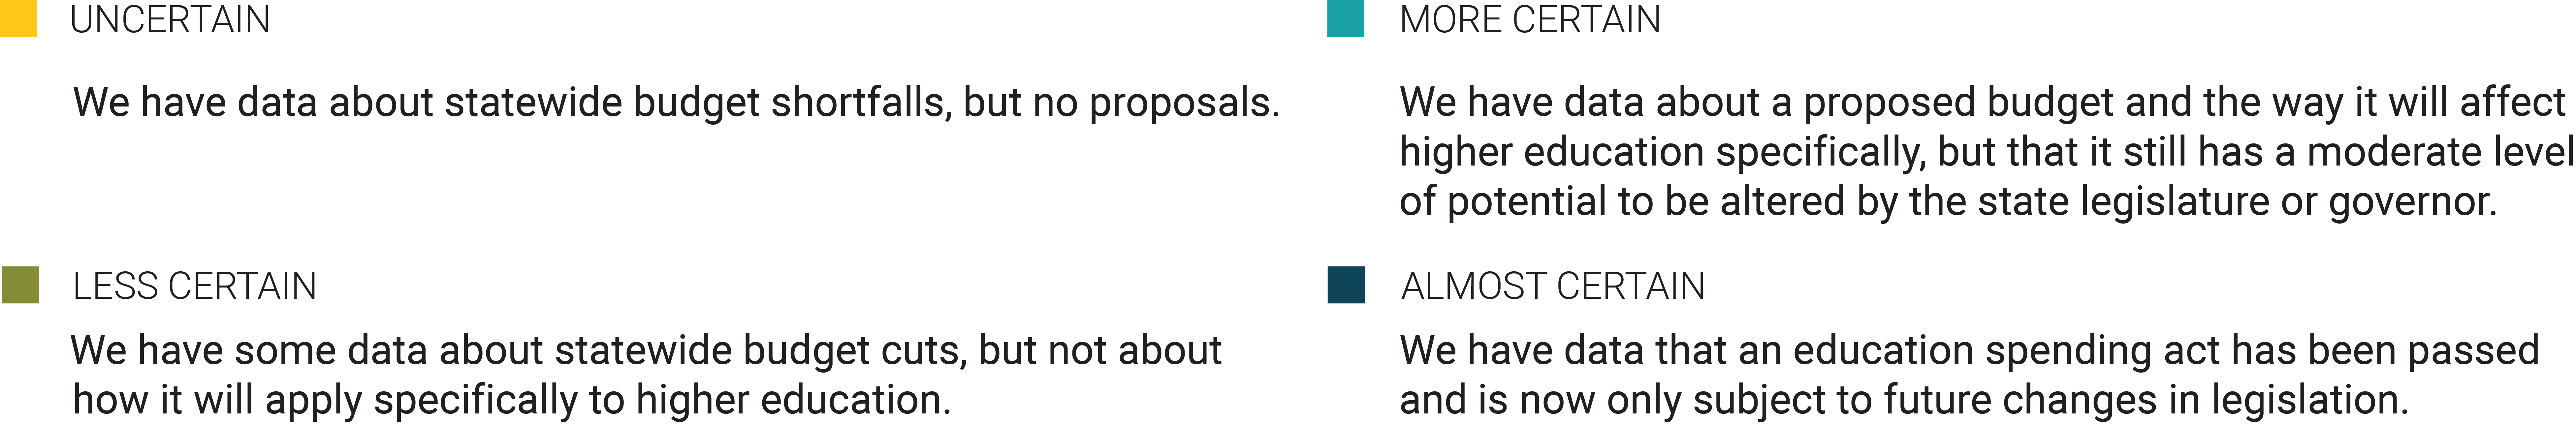 UNCERTAIN
We have data about statewide budget shortfalls, but no proposals.
LESS CERTAIN
We have some data about statewide budget cuts, but not about
how it will apply specifically to higher education.
MORE CERTAIN
We have data about a proposed budget and the way it will affect
higher education specifically, but that it still has a moderate level
of potential to be altered by the state legislature or governor.
ALMOST CERTAIN
We have data that an education spending act has been passed
and is now only subject to future changes in legislation.